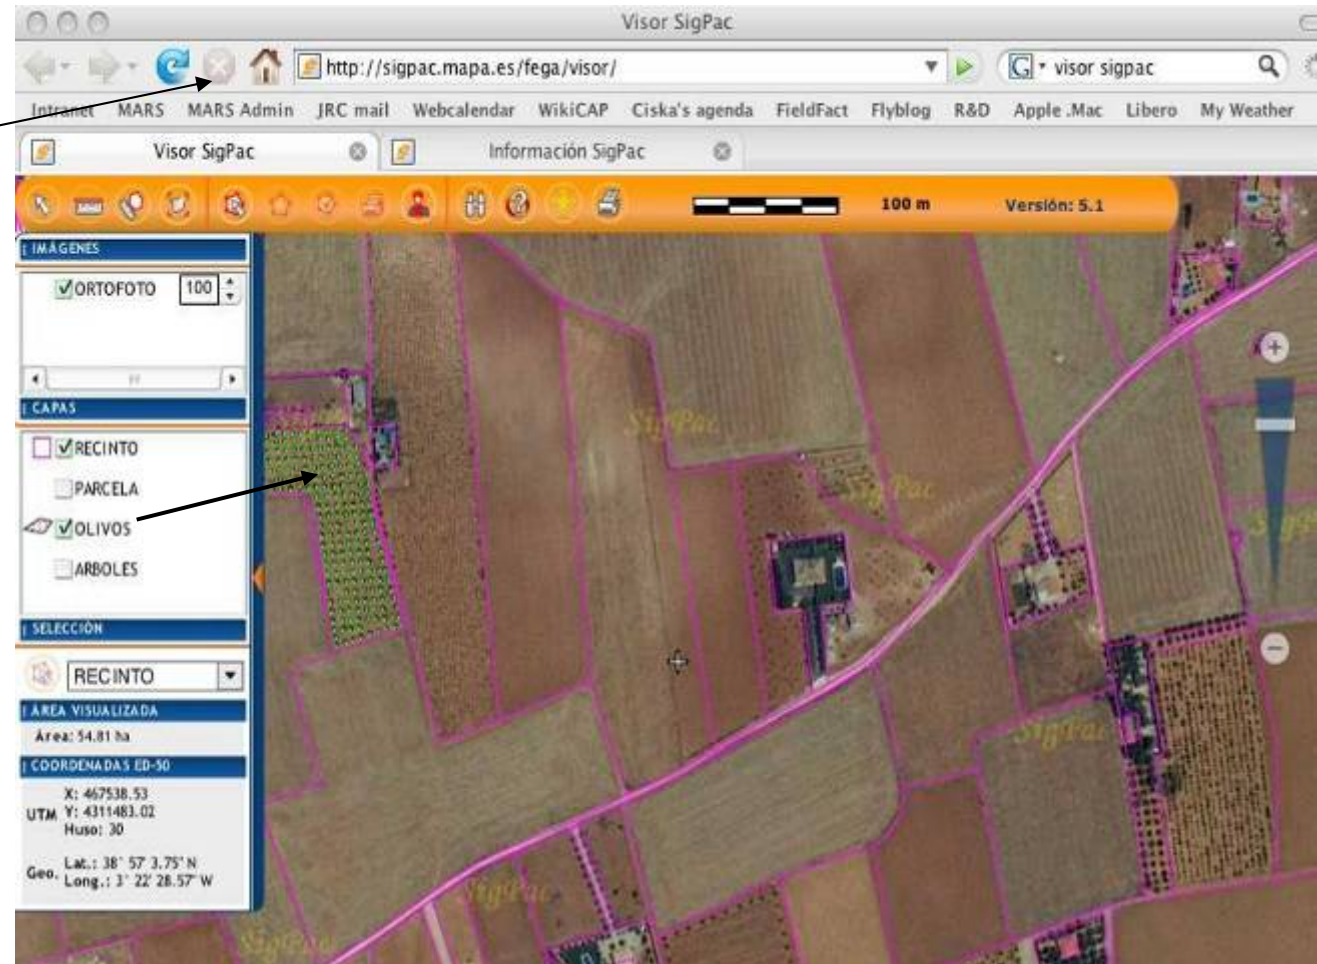 Visor SigPac
http://sigpac.mapa.es/fega/visor/
visor sigpac
Intranet MARS MARS Admin JRC mail Webcalendar WikiCAP Ciska's agenda FieldFact Flyblog R&D Apple .Mac Libero My Weather
Visor SigPac Información SigPac
100 m Versión: 5.1
IMÁGENES
ORTOFOTO 100
CAPAS
RECINTO
PARCELA
OLIVOS
ARBOLES
SELECCIÓN
RECINTO
ÁREA VISUALIZADA
Area: 54.81 ha
COORDENADAS ED-50
UTM X: 467538.53
Y: 4311483.02
Huso: 30
Geo. Lat.: 38° 57' 3.75" N
Long.: 3° 22' 28.57" W
SigPac
SigPac
SigPac
SigPac